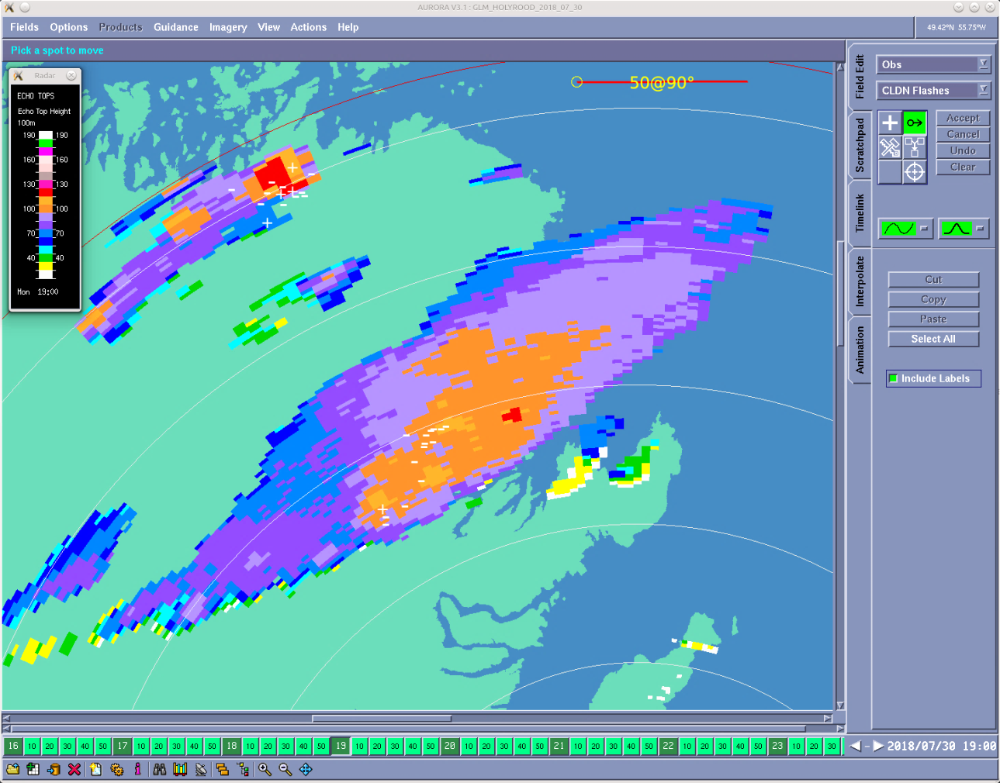 AURORA V3.1 : GLM_HOLYROOD_2018_07_30
Fields Options Products Guidance Imagery View Actions Help
49.42°N 55.75°W
Pick a spot to move
Radar
ECHO TOPS
Echo Top Height
100m
190 190
160 160
130 130
100 100
70 70
40 40
Mon 19:00
50@90°
Field Edit
Scratchpad
Timelink
Interpolate
Animation
Obs
CLDN Flashes
Accept
Cancel
Undo
Clear
Cut
Copy
Paste
Select All
Include Labels
16 10 20 30 40 50 17 10 20 30 40 50 18 10 20 30 40 50 19 10 20 30 40 50 20 10 20 30 40 50 21 10 20 30 40 50 22 10 20 30 40 50 23 10 20 30
2018/07/30 19:00